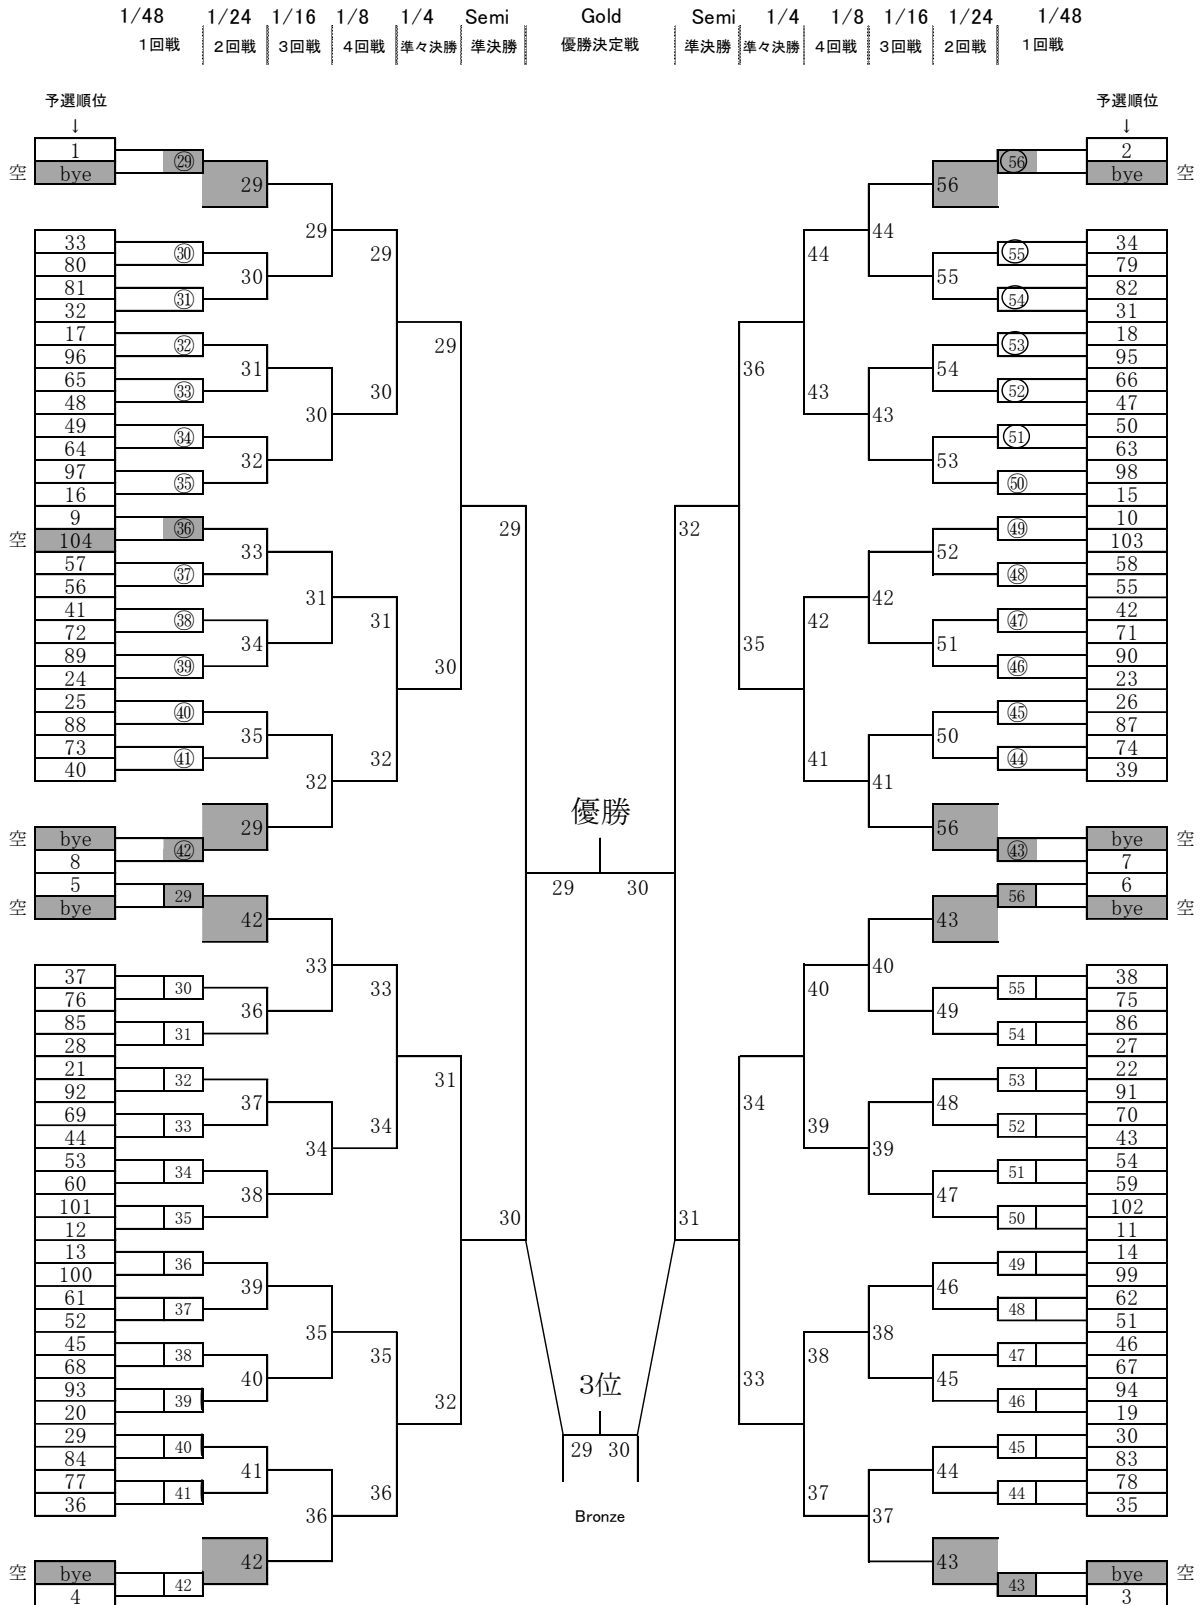 1/48 1/24 1/16 1/8 1/4 Semi Gold Semi 1/4 1/8 1/16 1/24 1/48
1回戦 2回戦 3回戦 4回戦 準々決勝 準決勝 優勝決定戦 準決勝 準々決勝 4回戦 3回戦 2回戦 1回戦
予選順位 予選順位
↓ ↓
1 2
空 bye ㉙ 29 56 56 bye 空
29 44
33 ㉚ 29 44 55 34
80 30 55 79
81 ㉛ 54 82
32 31
17 ㉜ 29 36 53 18
96 31 54 95
65 ㉝ 30 43 52 66
48 30 43 47
49 ㉞ 51 50
64 32 53 63
97 ㉟ 98
16 ㊿ 15
9 ㊱ 29 32 ㊾ 10
空 104 33 52 103
57 ㊲ 31 42 ㊽ 58
56 55
41 ㊳ 31 42 ㊼ 42
72 34 51 71
89 ㊴ 30 35 ㊻ 90
24 23
25 ㊵ ㊺ 26
88 35 50 87
73 ㊶ 32 41 ㊹ 74
40 32 41 39
優勝
空 bye ㊷ 29 56 ㊸ bye 空
8 7
5 29 29 30 56 6
空 bye 42 43 bye 空
33 40
37 30 33 40 55 38
76 36 49 75
85 31 54 86
28 27
21 32 31 34 53 22
92 37 48 91
69 33 34 39 52 70
44 34 39 43
53 34 51 54
60 38 47 59
101 35 30 31 50 102
12 11
13 36 49 14
100 39 46 99
61 37 48 62
52 35 38 51
45 38 35 38 47 46
68 40 3位 45 67
93 39 32 33 46 94
20 19
29 40 29 30 45 30
84 41 44 83
77 41 36 37 44 78
36 36 37 35
Bronze
空 bye 42 42 43 43 bye 空
4 3